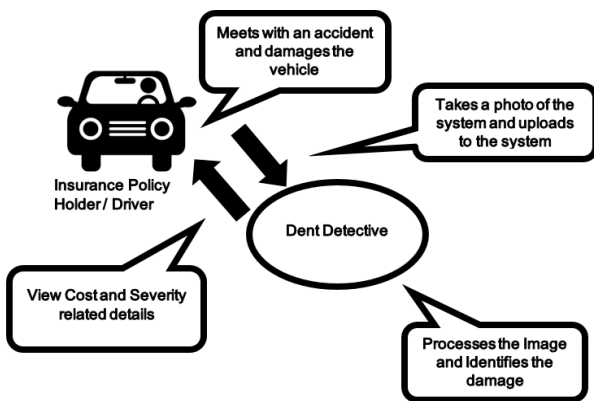 Meets with an accident
and damages the
vehicle
Takes a photo of the
system and uploads
to the system
Insurance Policy
Holder / Driver
Dent Detective
View Cost and Severity
related details
Processes the Image
and Identifies the
damage